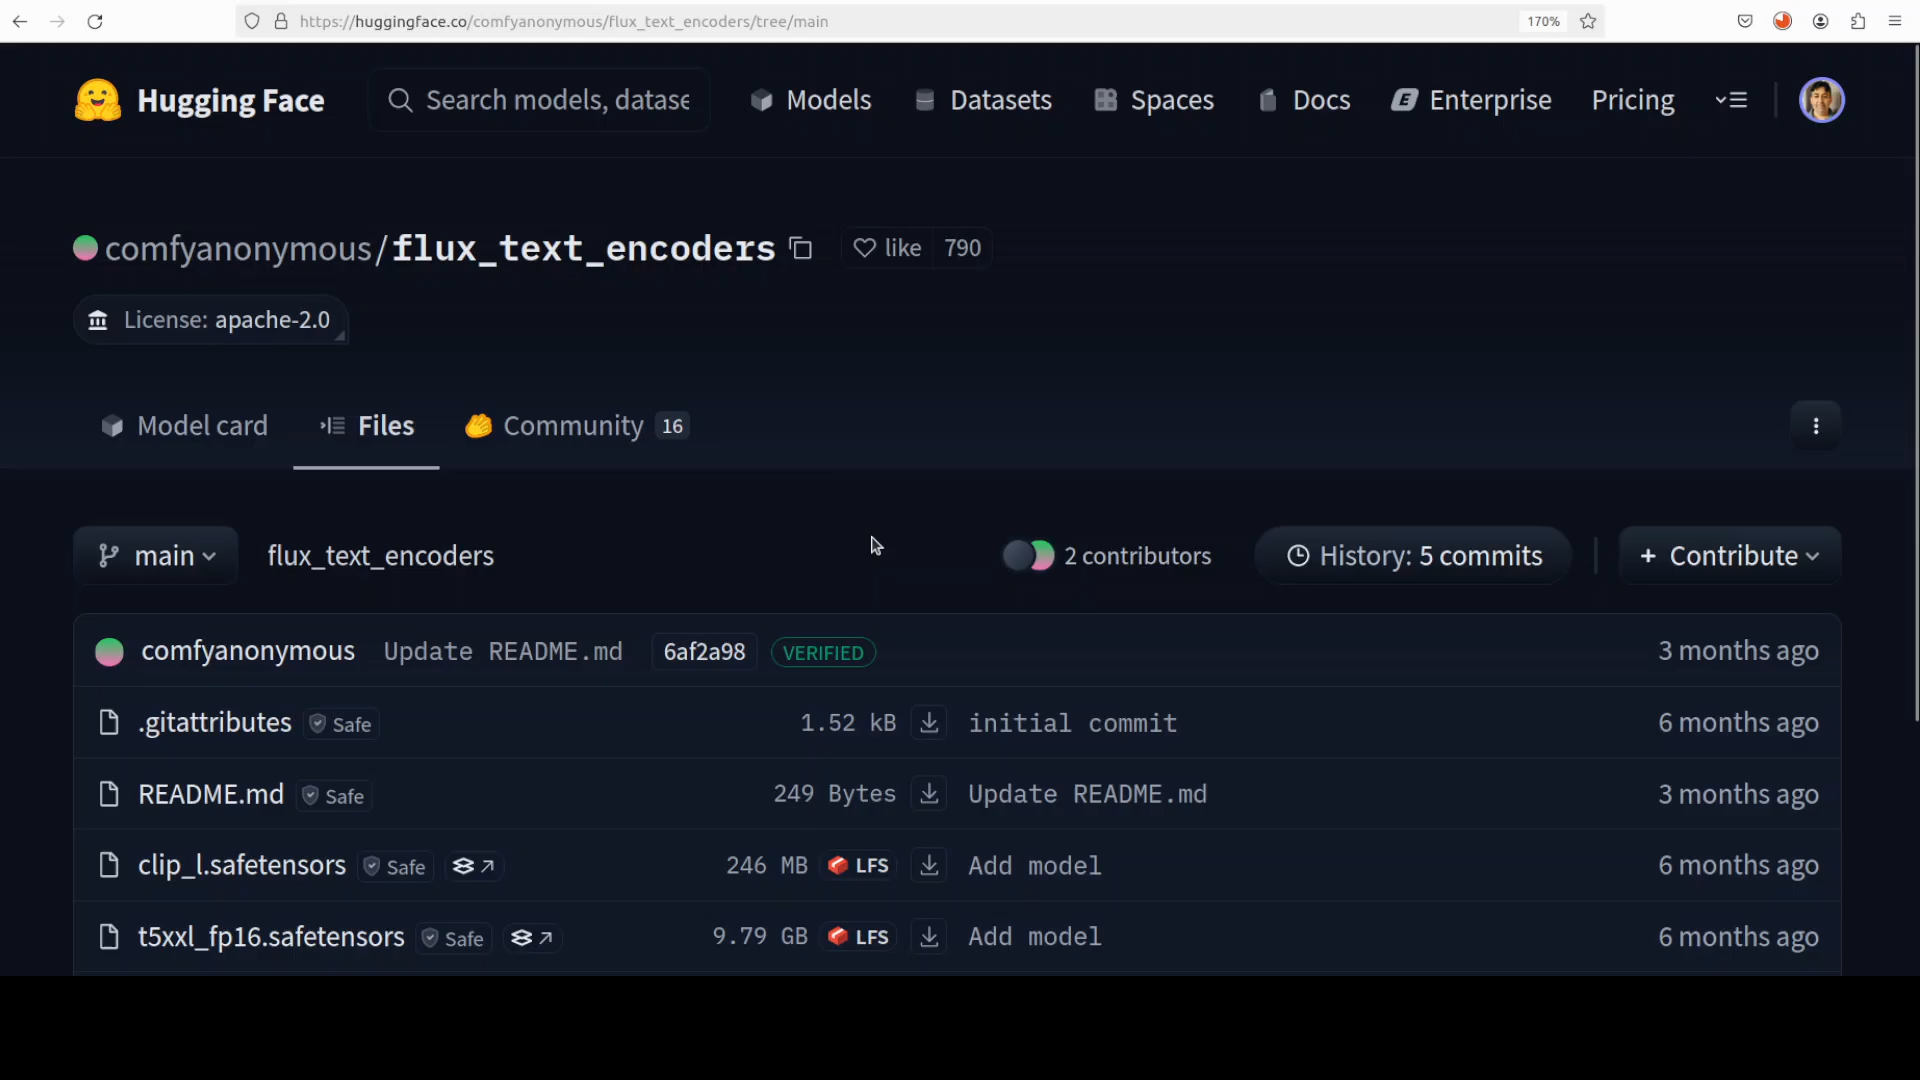 https://huggingface.co/comfyanonymous/flux_text_encoders/tree/main 170%
Hugging Face Search models, datase Models Datasets Spaces Docs Enterprise Pricing
comfyanonymous/flux_text_encoders like 790
License: apache-2.0
Model card Files Community 16
main flux_text_encoders 2 contributors History: 5 commits + Contribute
comfyanonymous Update README.md 6af2a98 VERIFIED 3 months ago
.gitattributes Safe 1.52 kB initial commit 6 months ago
README.md Safe 249 Bytes Update README.md 3 months ago
clip_l.safetensors Safe 246 MB LFS Add model 6 months ago
t5xxl_fp16.safetensors Safe 9.79 GB LFS Add model 6 months ago